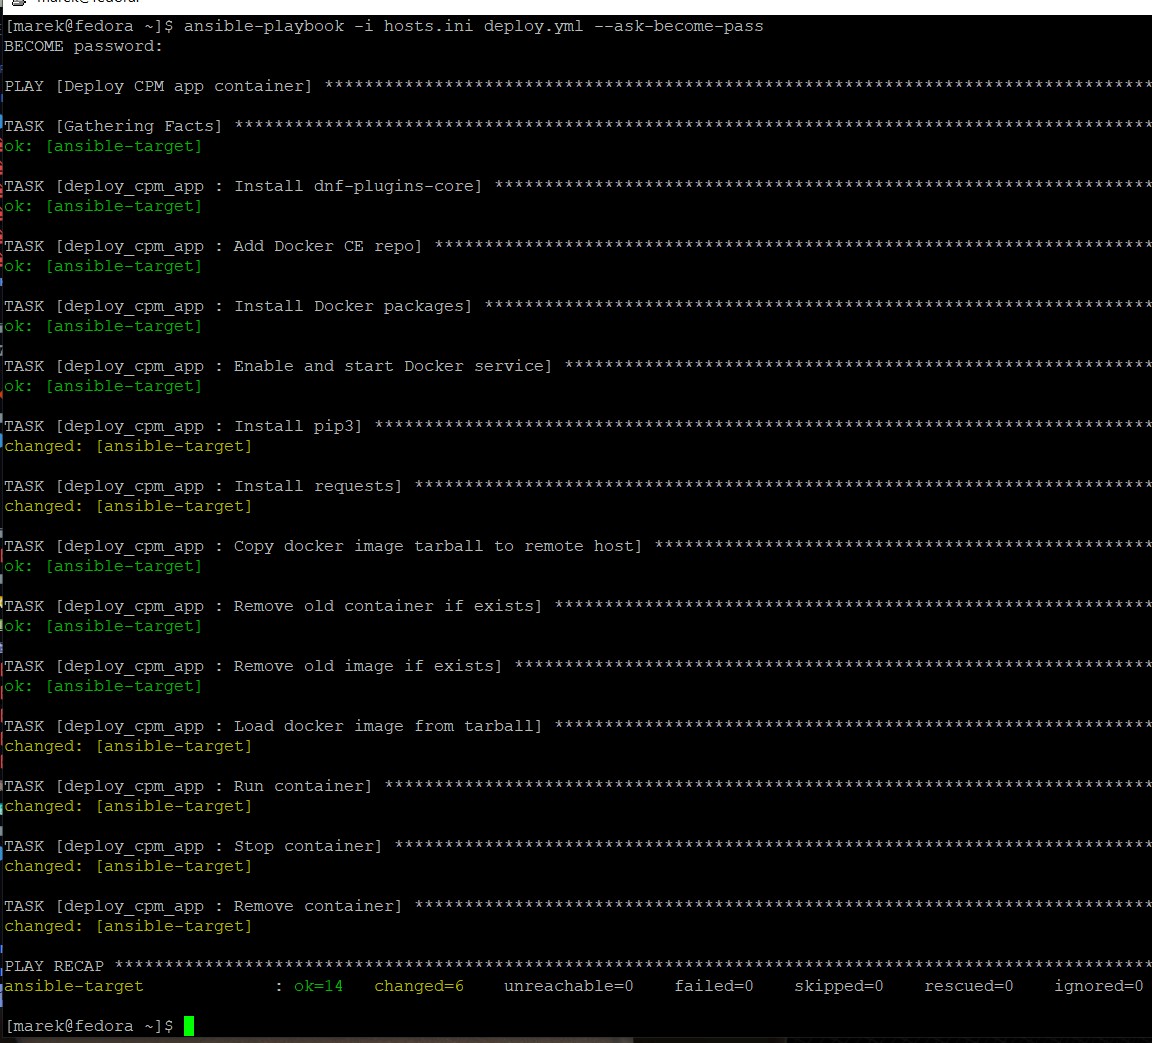 [marek@fedora ~]$ ansible-playbook -i hosts.ini deploy.yml --ask-become-pass
BECOME password:
PLAY [Deploy CPM app container] ***********************************************************************************
TASK [Gathering Facts] ********************************************************************************************
ok: [ansible-target]
TASK [deploy_cpm_app : Install dnf-plugins-core] ******************************************************************
ok: [ansible-target]
TASK [deploy_cpm_app : Add Docker CE repo] ************************************************************************
ok: [ansible-target]
TASK [deploy_cpm_app : Install Docker packages] *******************************************************************
ok: [ansible-target]
TASK [deploy_cpm_app : Enable and start Docker service] ***********************************************************
ok: [ansible-target]
TASK [deploy_cpm_app : Install pip3] ******************************************************************************
changed: [ansible-target]
TASK [deploy_cpm_app : Install requests] **************************************************************************
changed: [ansible-target]
TASK [deploy_cpm_app : Copy docker image tarball to remote host] **************************************************
ok: [ansible-target]
TASK [deploy_cpm_app : Remove old container if exists] ************************************************************
ok: [ansible-target]
TASK [deploy_cpm_app : Remove old image if exists] ****************************************************************
ok: [ansible-target]
TASK [deploy_cpm_app : Load docker image from tarball] ************************************************************
changed: [ansible-target]
TASK [deploy_cpm_app : Run container] *****************************************************************************
changed: [ansible-target]
TASK [deploy_cpm_app : Stop container] ****************************************************************************
changed: [ansible-target]
TASK [deploy_cpm_app : Remove container] **************************************************************************
changed: [ansible-target]
PLAY RECAP ********************************************************************************************************
ansible-target : ok=14 changed=6 unreachable=0 failed=0 skipped=0 rescued=0 ignored=0
[marek@fedora ~]$